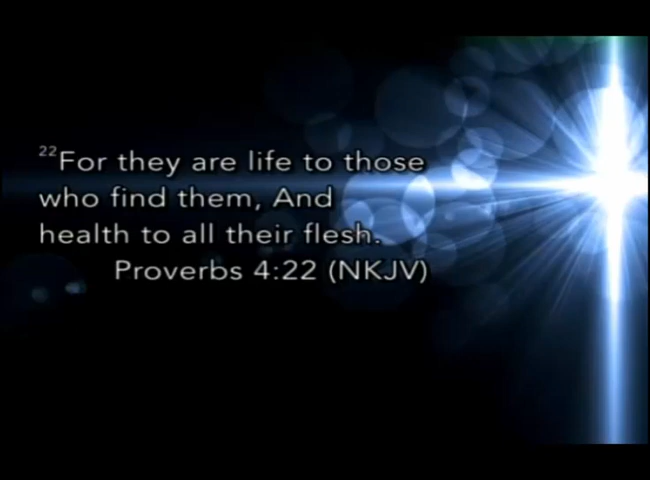 ²²For they are life to those
who find them, And
health to all their flesh.
Proverbs 4:22 (NKJV)